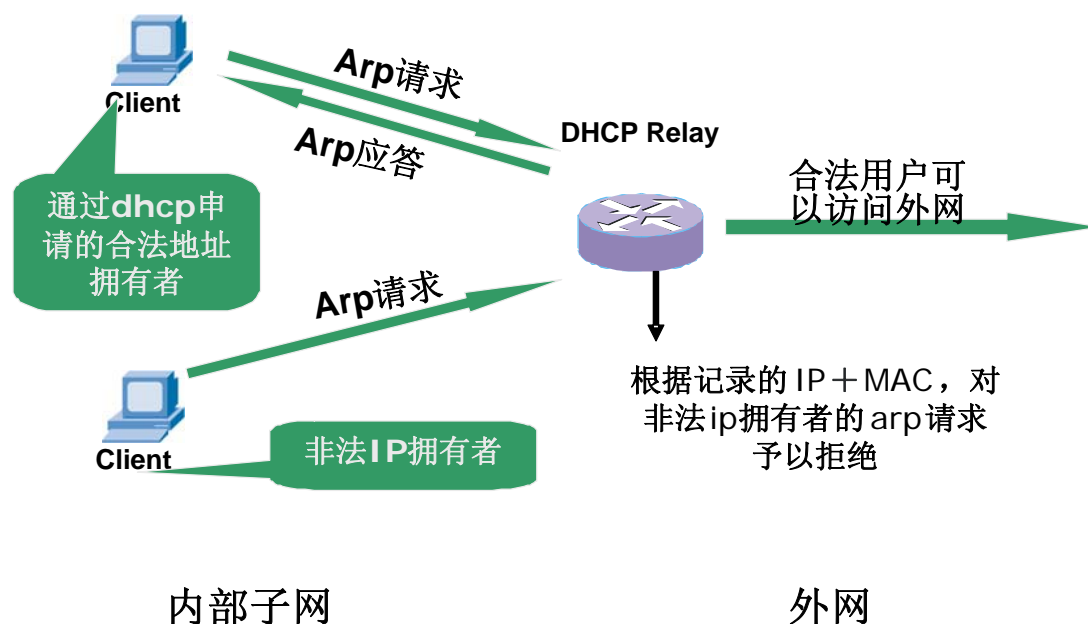 Client
Arp请求
Arp应答
DHCP Relay
通过dhcp申
请的合法地址
拥有者
合法用户可
以访问外网
Arp请求
Client
非法IP拥有者
根据记录的IP＋MAC，对
非法ip拥有者的arp请求
予以拒绝
内部子网
外网